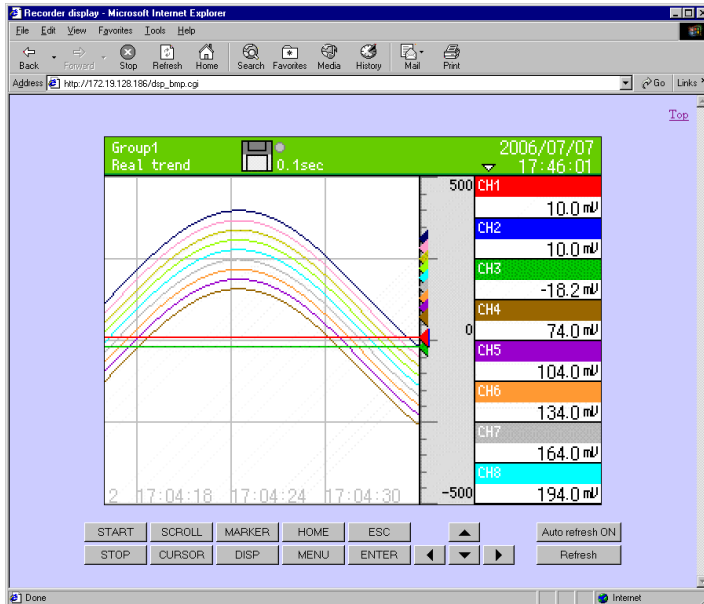 Recorder display - Microsoft Internet Explorer
File Edit View Favorites Tools Help
Back Forward Stop Refresh Home Search Favorites Media History Mail Print
Address http://172.19.128.186/dsp_bmp.cgi Go Links
Top
Group1 2006/07/07
Real trend 0.1sec 17:46:01
500 CH1
10.0 mV
CH2
10.0 mV
CH3
-18.2 mV
0 CH4
74.0 mV
CH5
104.0 mV
CH6
134.0 mV
CH7
164.0 mV
CH8
2 17:04:18 17:04:24 17:04:30 -500 194.0 mV
START SCROLL MARKER HOME ESC Auto refresh ON
STOP CURSOR DISP MENU ENTER Refresh
Done Internet